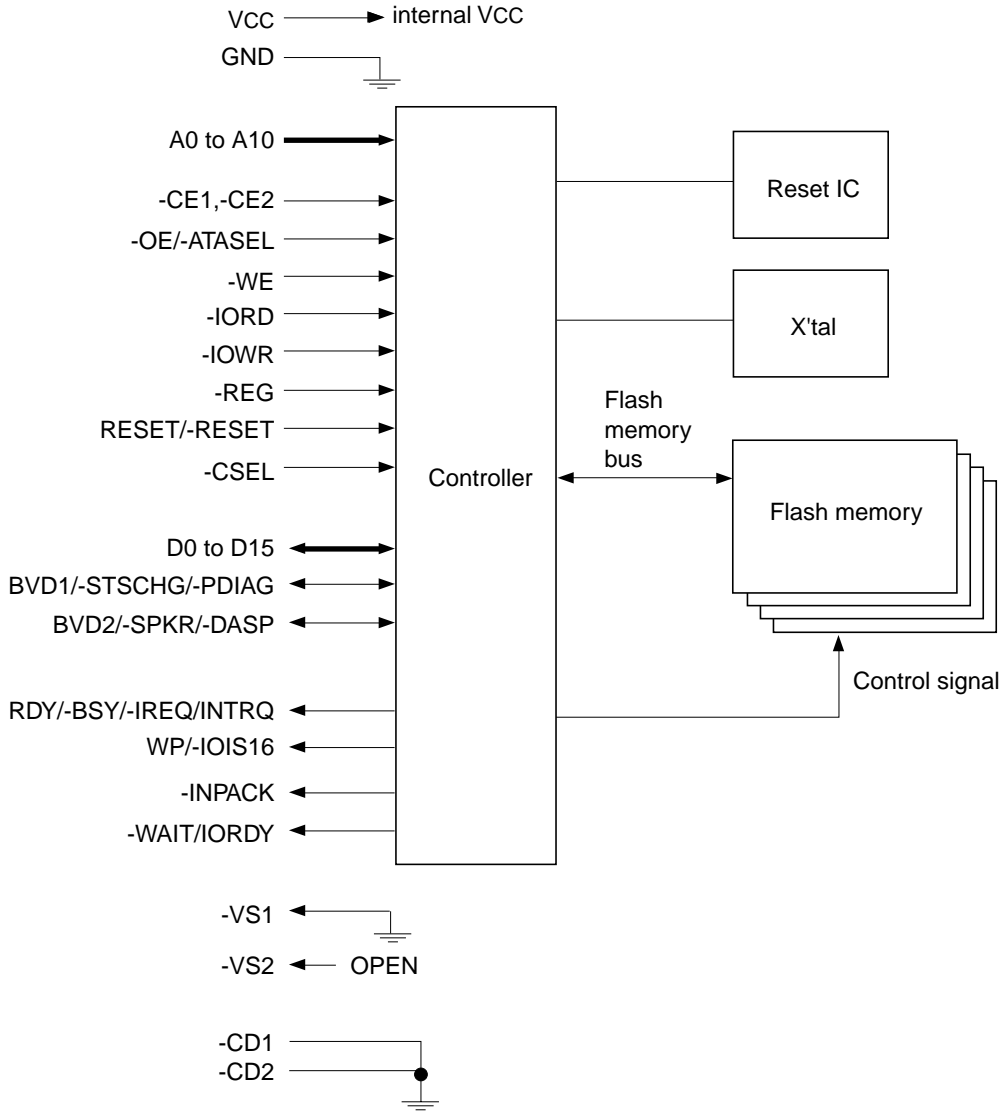 VCC
internal VCC
GND
A0 to A10
-CE1,-CE2
-OE/-ATASEL
-WE
-IORD
-IOWR
-REG
RESET/-RESET
-CSEL
D0 to D15
BVD1/-STSCHG/-PDIAG
BVD2/-SPKR/-DASP
RDY/-BSY/-IREQ/INTRQ
WP/-IOIS16
-INPACK
-WAIT/IORDY
-VS1
-VS2
OPEN
-CD1
-CD2
Controller
Reset IC
X'tal
Flash
memory
bus
Flash memory
Control signal